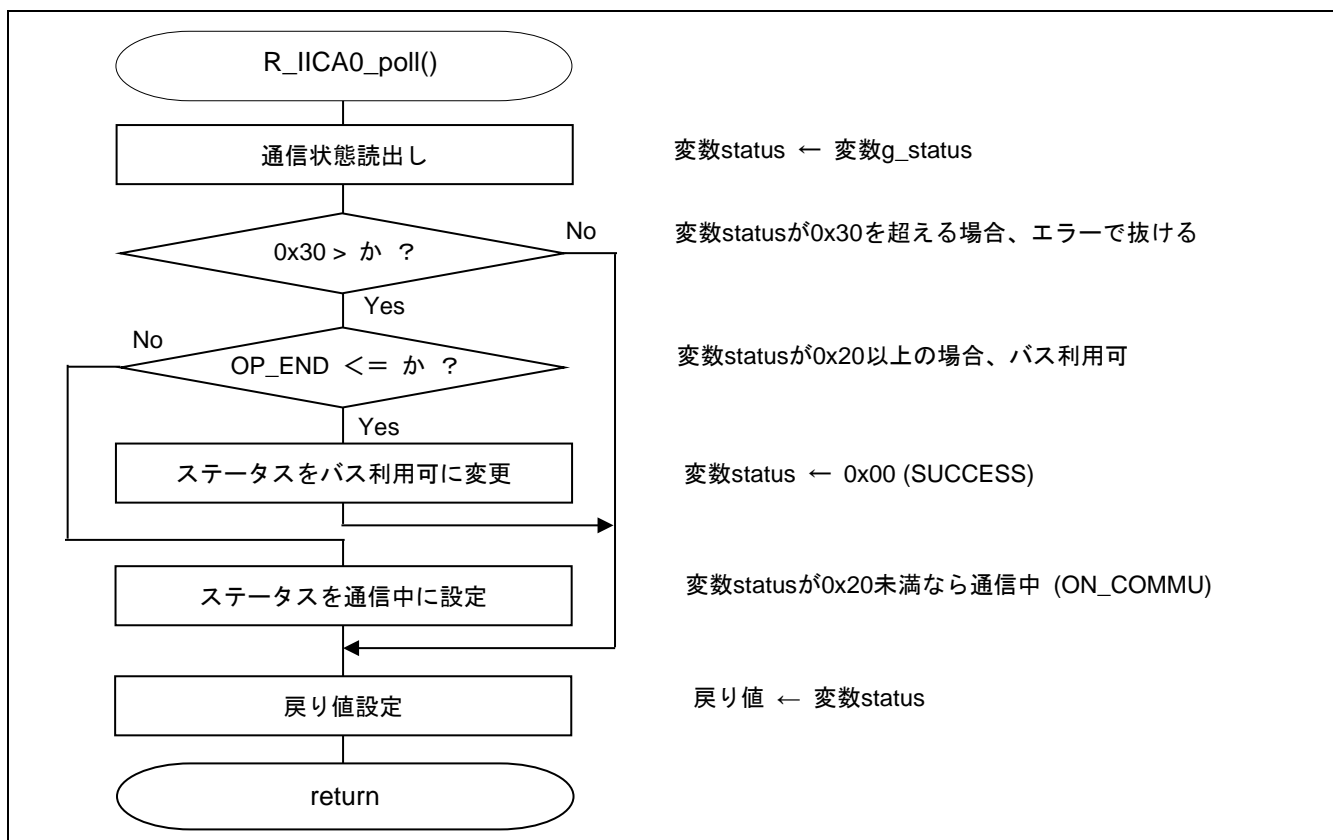 R_IICA0_poll()
通信状態読出し
変数status ← 変数g_status
0x30 > か ?
No
変数statusが0x30を超える場合、エラーで抜ける
Yes
No
OP_END <= か ?
変数statusが0x20以上の場合、バス利用可
Yes
ステータスをバス利用可に変更
変数status ← 0x00 (SUCCESS)
ステータスを通信中に設定
変数statusが0x20未満なら通信中 (ON_COMMU)
戻り値設定
戻り値 ← 変数status
return